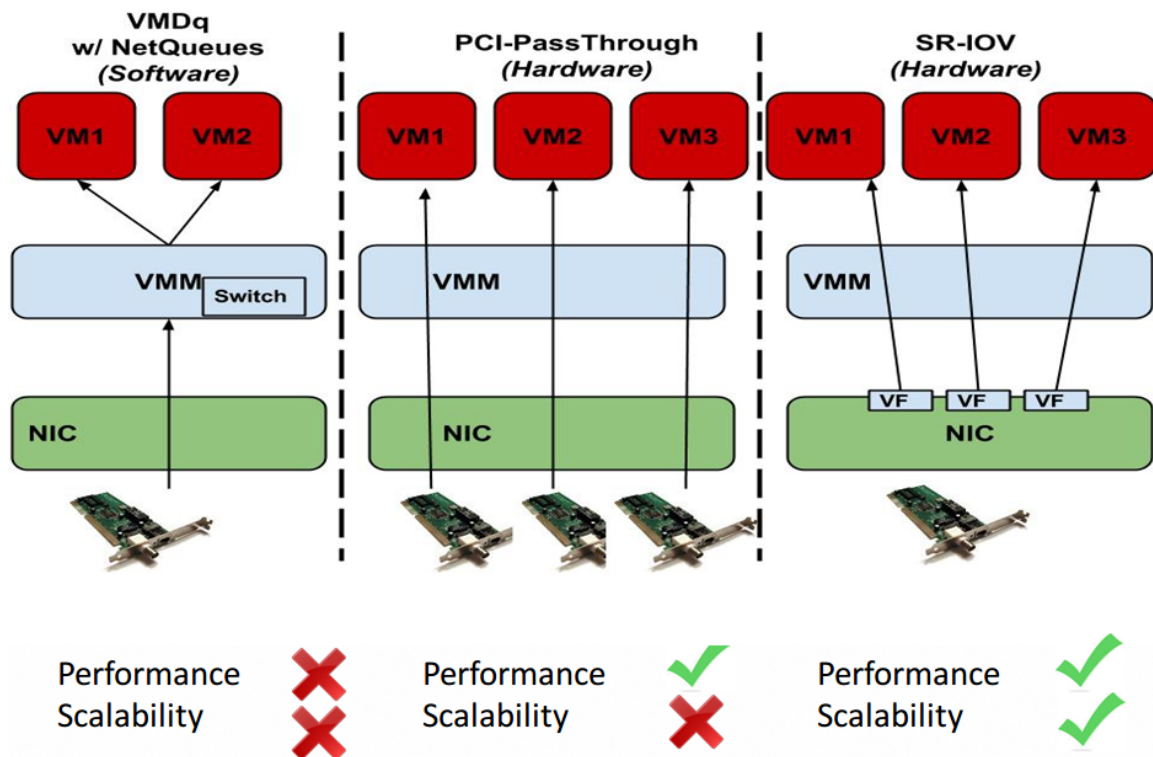 VMDq
w/ NetQueues
(Software)
VM1
VM2
VMM
Switch
NIC
PCI-PassThrough
(Hardware)
VM1
VM2
VM3
VMM
NIC
SR-IOV
(Hardware)
VM1
VM2
VM3
VMM
VF
VF
VF
NIC
Performance
Scalability
Performance
Scalability
Performance
Scalability